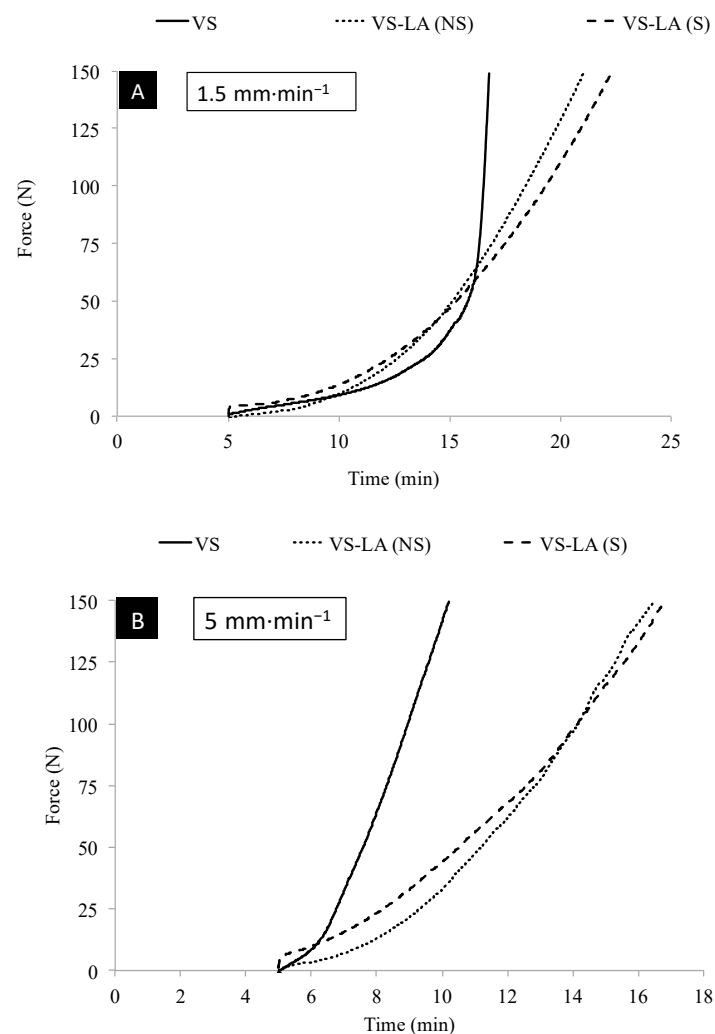 VS VS-LA (NS) VS-LA (S)
A 1.5 mm·min⁻¹
150
125
100
75
50
25
0
Force (N)
0 5 10 15 20 25
Time (min)
VS VS-LA (NS) VS-LA (S)
B 5 mm·min⁻¹
150
125
100
75
50
25
0
Force (N)
0 2 4 6 8 10 12 14 16 18
Time (min)